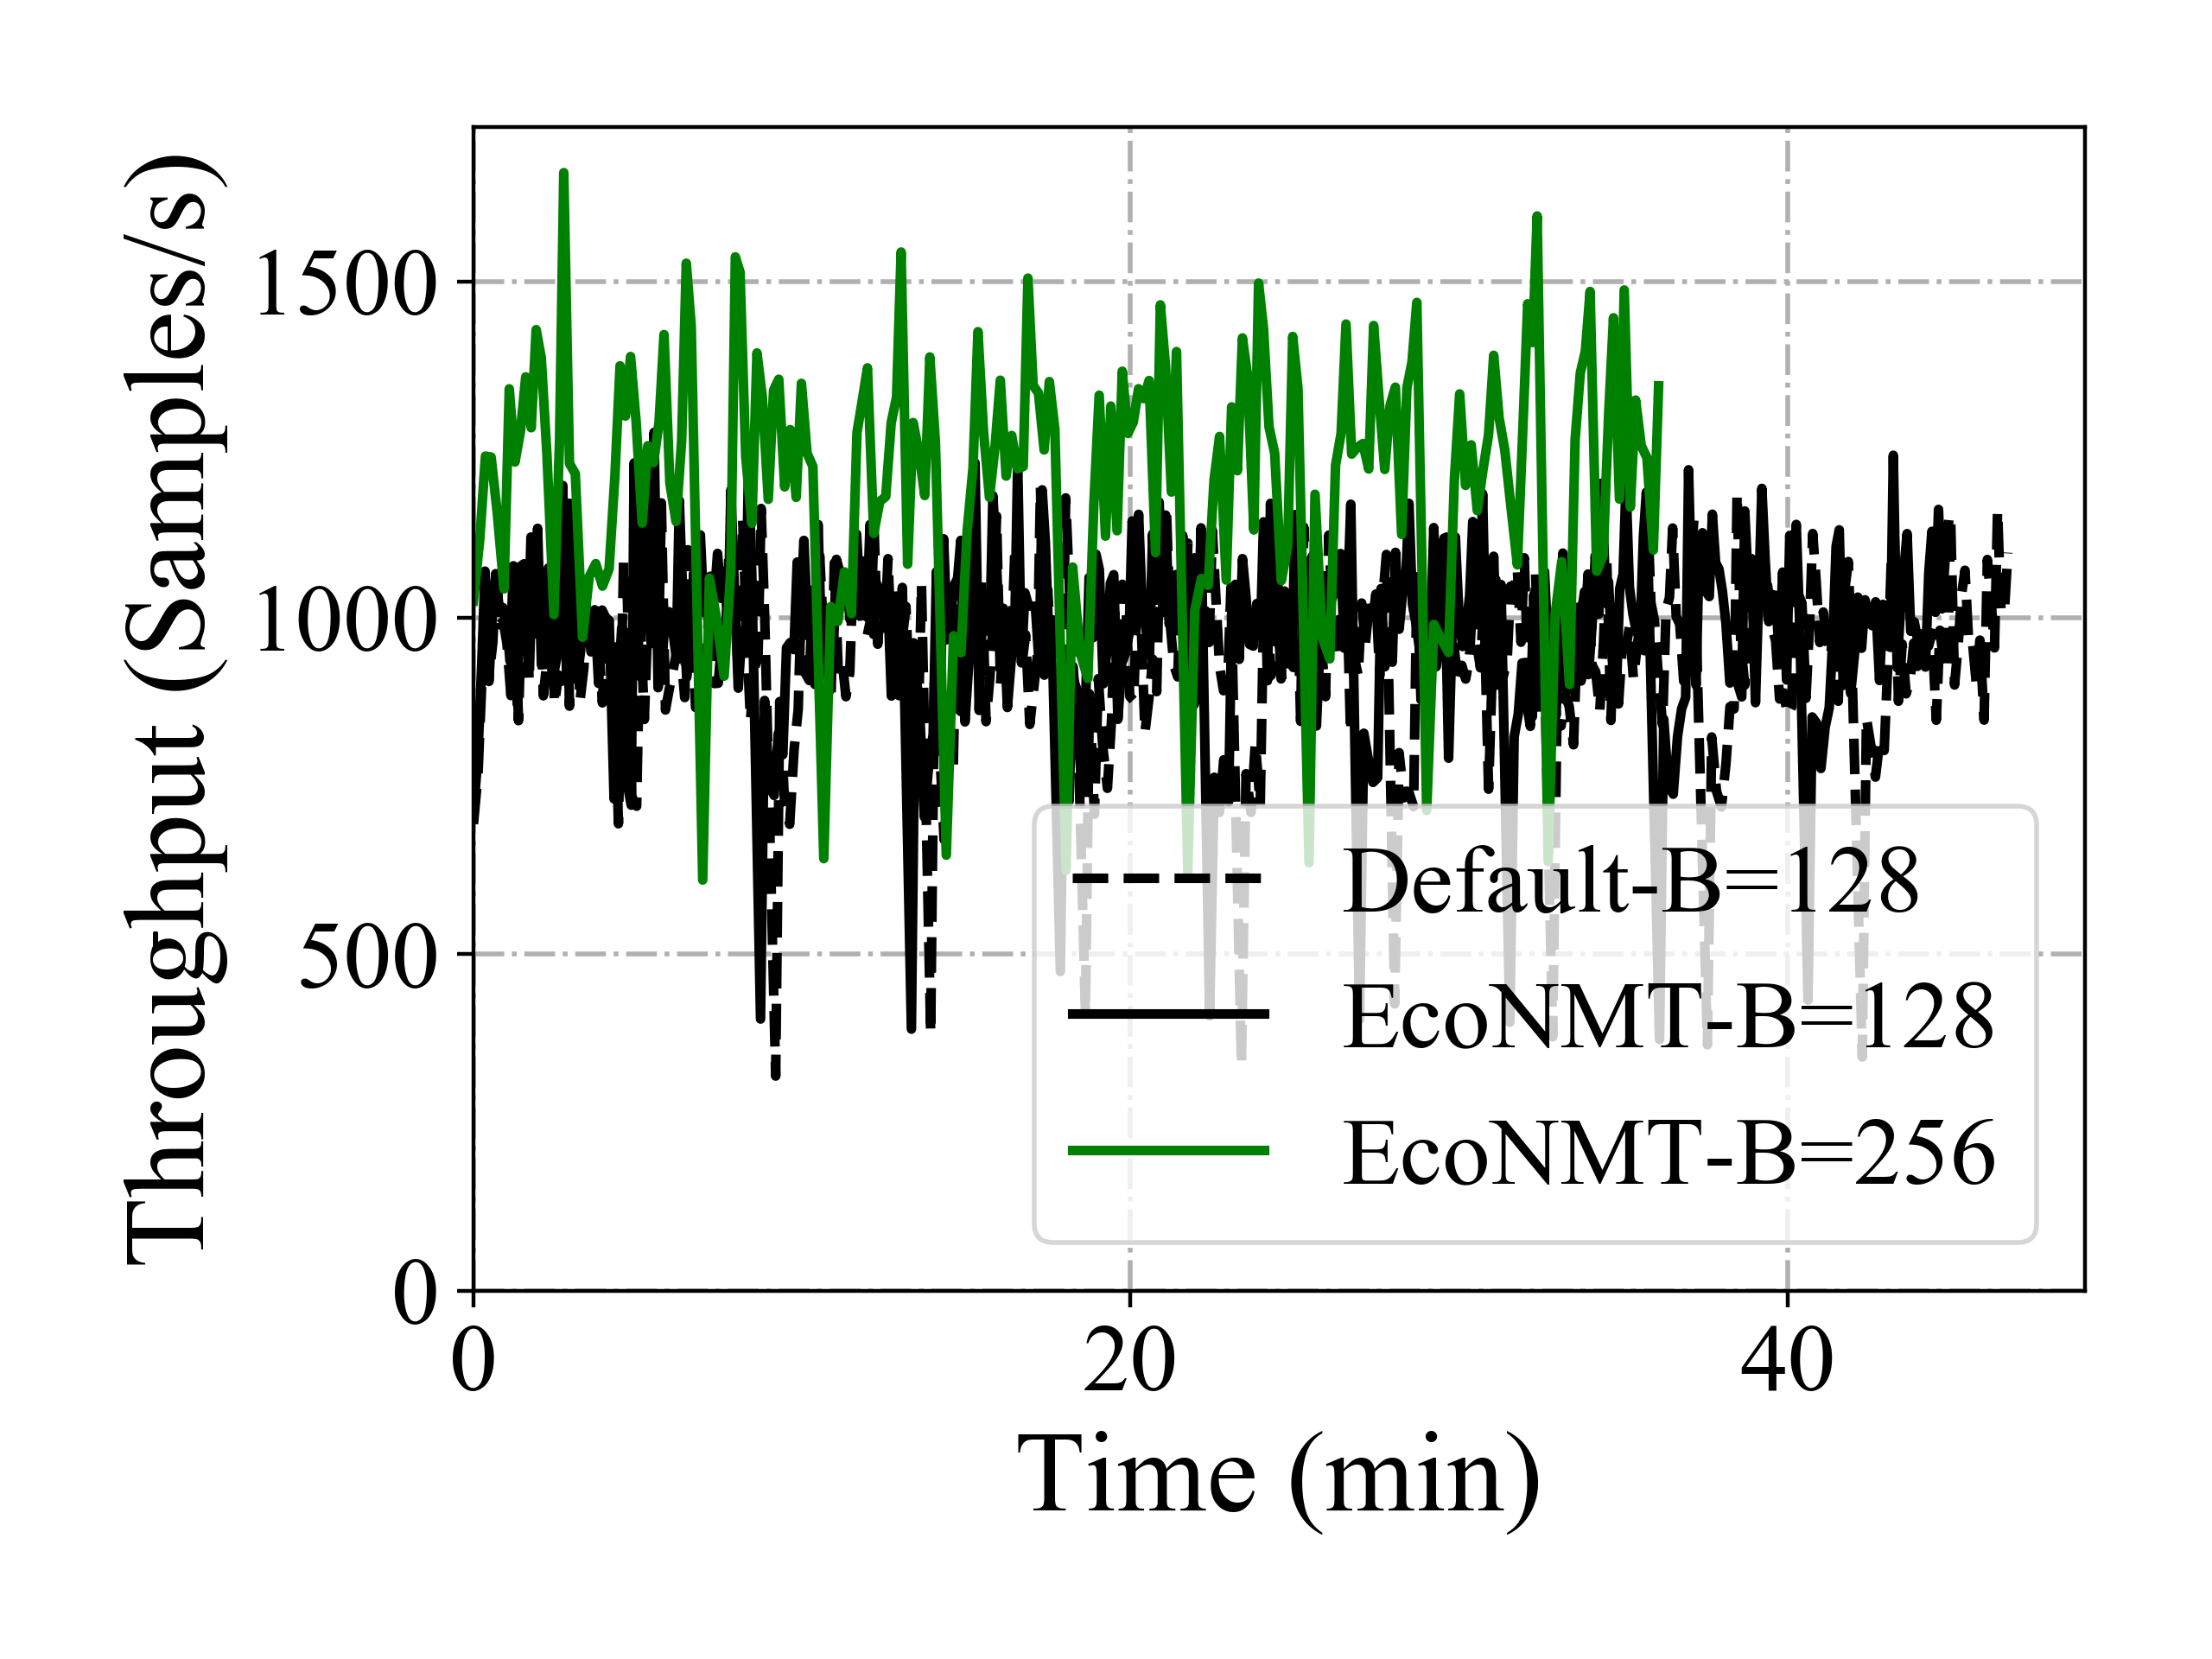 Throughput (Samples/s)
1500
1000
500
0
0 20 40
Time (min)
Default-B=128
EcoNMT-B=128
EcoNMT-B=256